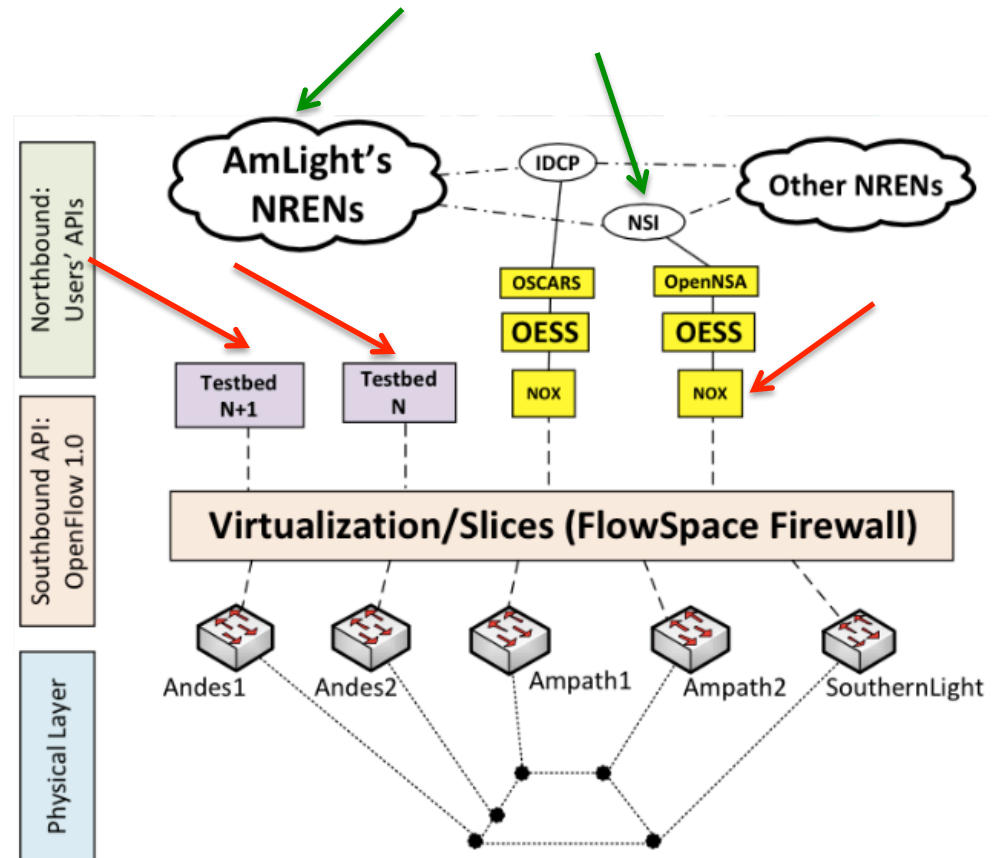 AmLight's
NRENs
IDCP
Other NRENs
NSI
Northbound:
Users' APIs
OSCARS
OpenNSA
OESS
OESS
Testbed
N+1
Testbed
N
NOX
NOX
Southbound API:
OpenFlow 1.0
Virtualization/Slices (FlowSpace Firewall)
Andes1
Andes2
Ampath1
Ampath2
SouthernLight
Physical Layer